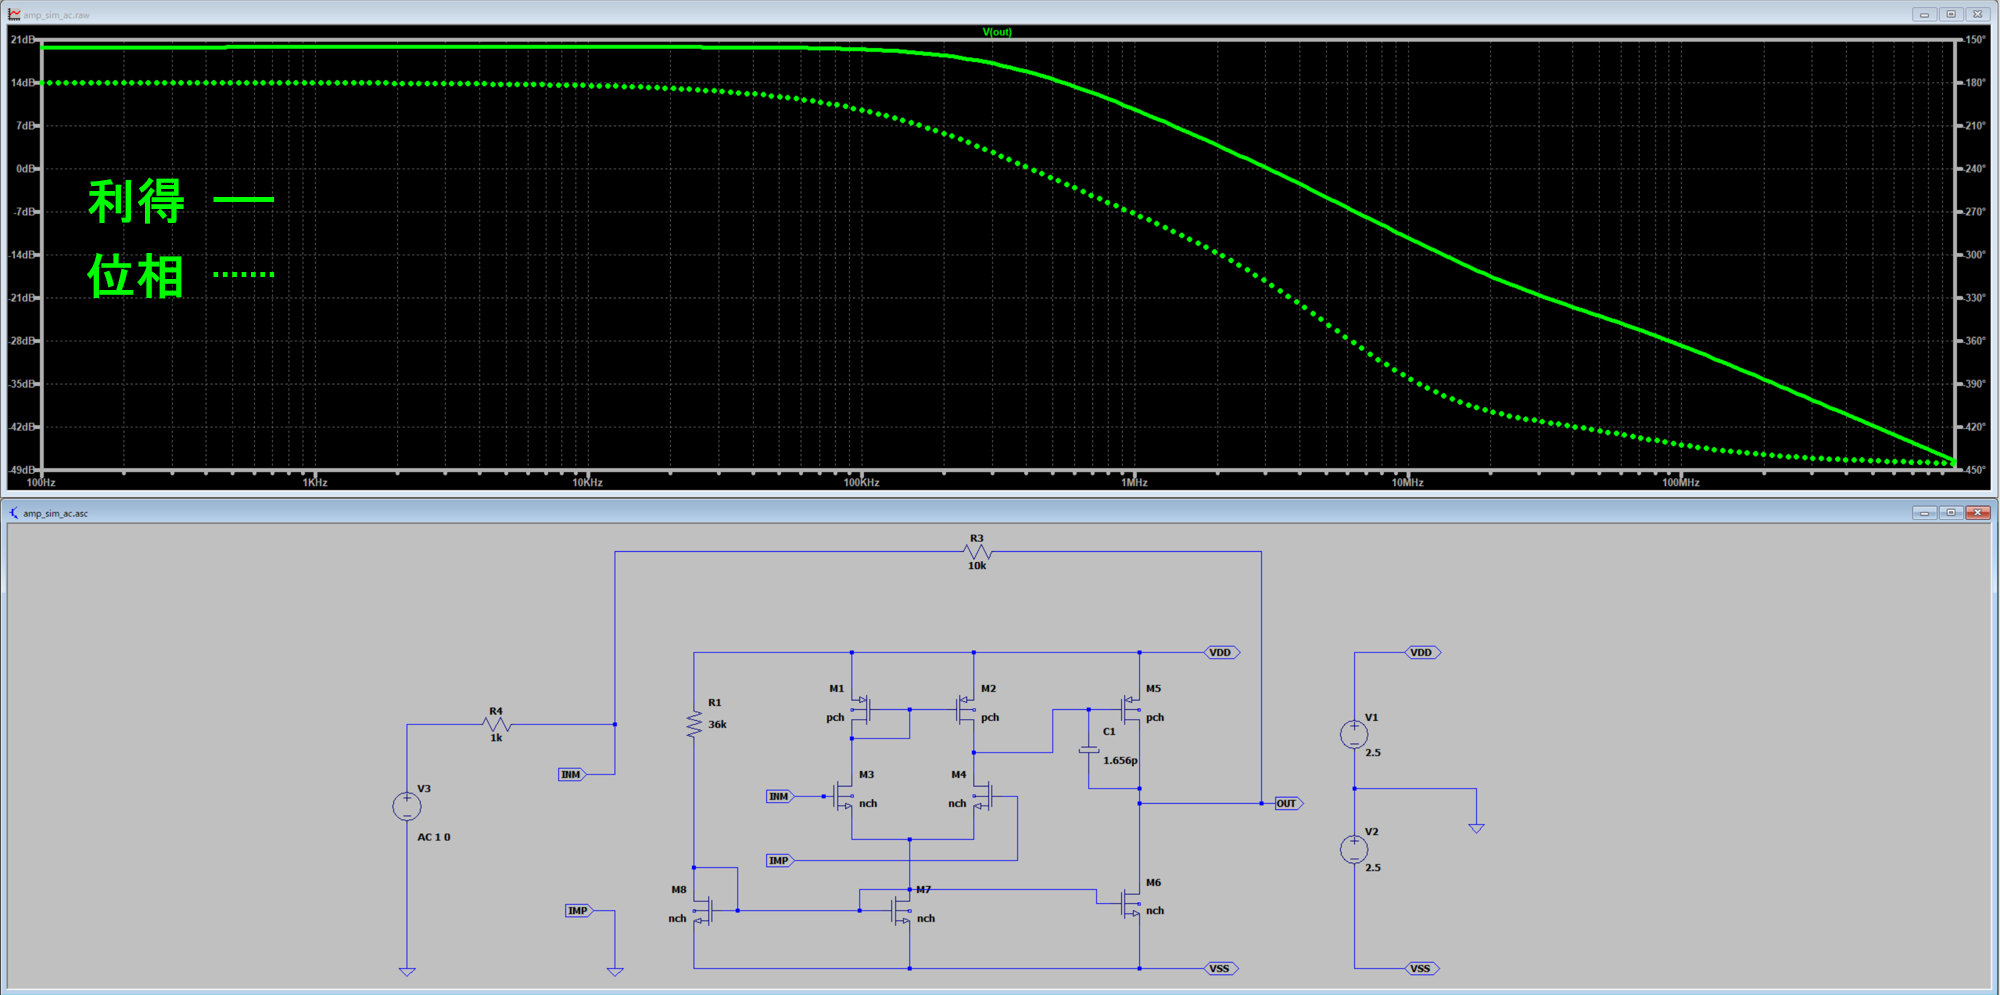 amp_sim_ac.raw
V(out)
21dB
14dB
7dB
0dB
-7dB
-14dB
-21dB
-28dB
-35dB
-42dB
-49dB
-150°
-180°
-210°
-240°
-270°
-300°
-330°
-360°
-390°
-420°
-450°
利得
位相
100Hz 1KHz 10KHz 100KHz 1MHz 10MHz 100MHz
amp_sim_ac.asc
R3
10k
VDD
VDD
M1
pch
M2
pch
M5
pch
R1
36k
R4
1k
V1
2.5
C1
1.656p
INM
INM
M3
nch
M4
nch
V3
AC 1 0
OUT
V2
2.5
IMP
M8
nch
M7
nch
M6
nch
IMP
VSS
VSS